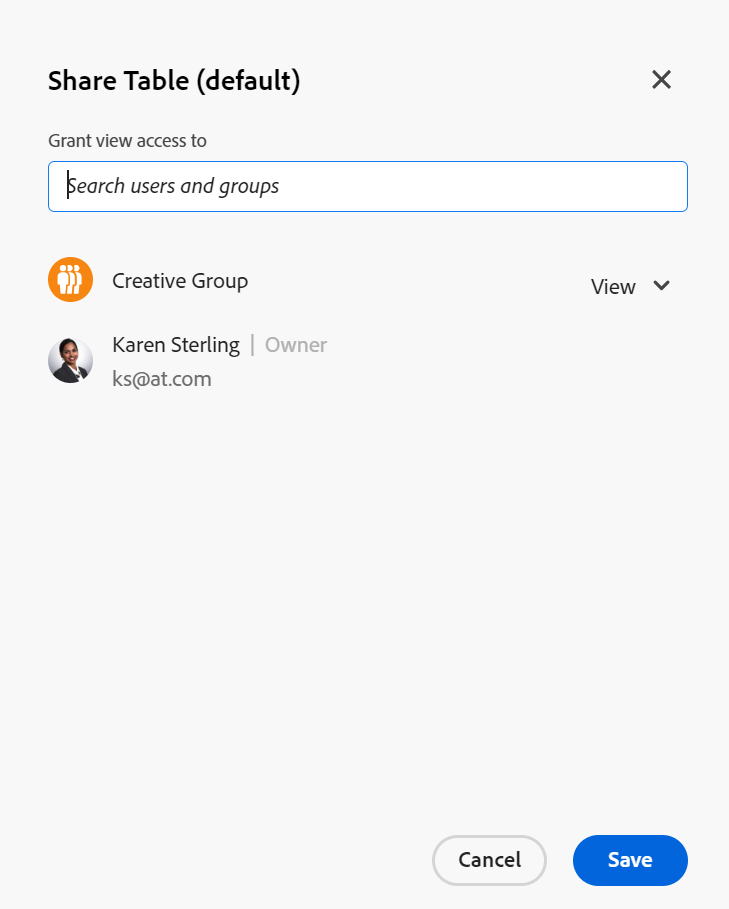 Share Table (default)
Grant view access to
Search users and groups
Creative Group
View
Karen Sterling | Owner
ks@at.com
Cancel
Save